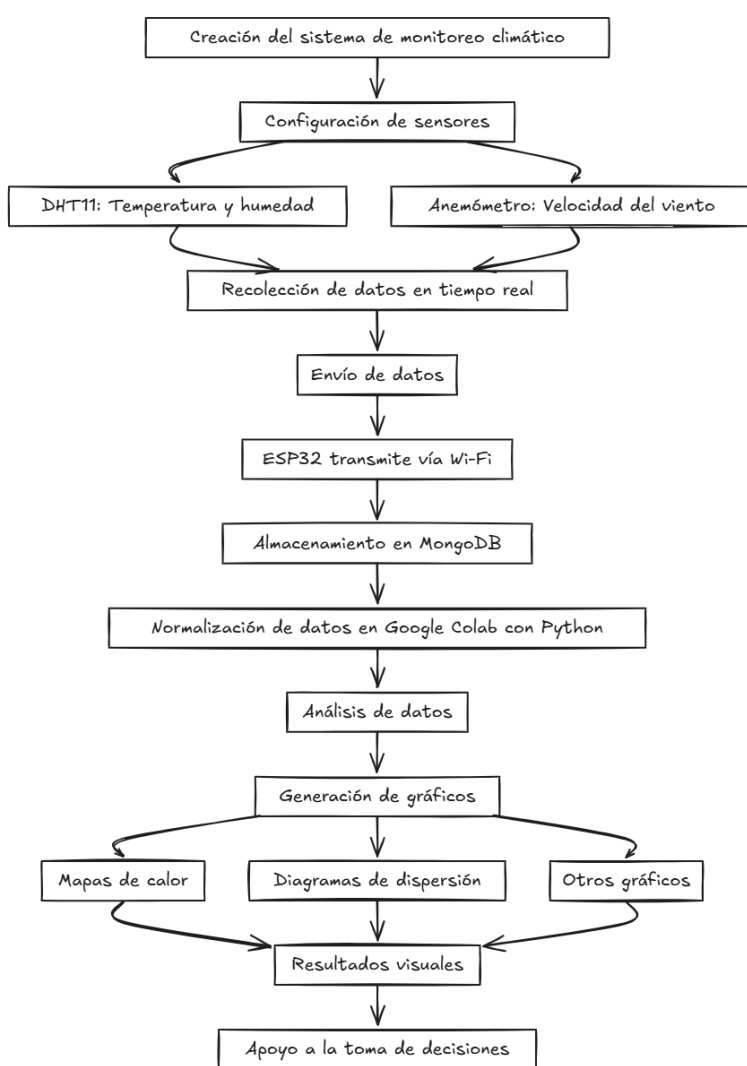 Creación del sistema de monitoreo climático
Configuración de sensores
DHT11: Temperatura y humedad
Anemómetro: Velocidad del viento
Recolección de datos en tiempo real
Envío de datos
ESP32 transmite vía Wi-Fi
Almacenamiento en MongoDB
Normalización de datos en Google Colab con Python
Análisis de datos
Generación de gráficos
Mapas de calor
Diagramas de dispersión
Otros gráficos
Resultados visuales
Apoyo a la toma de decisiones